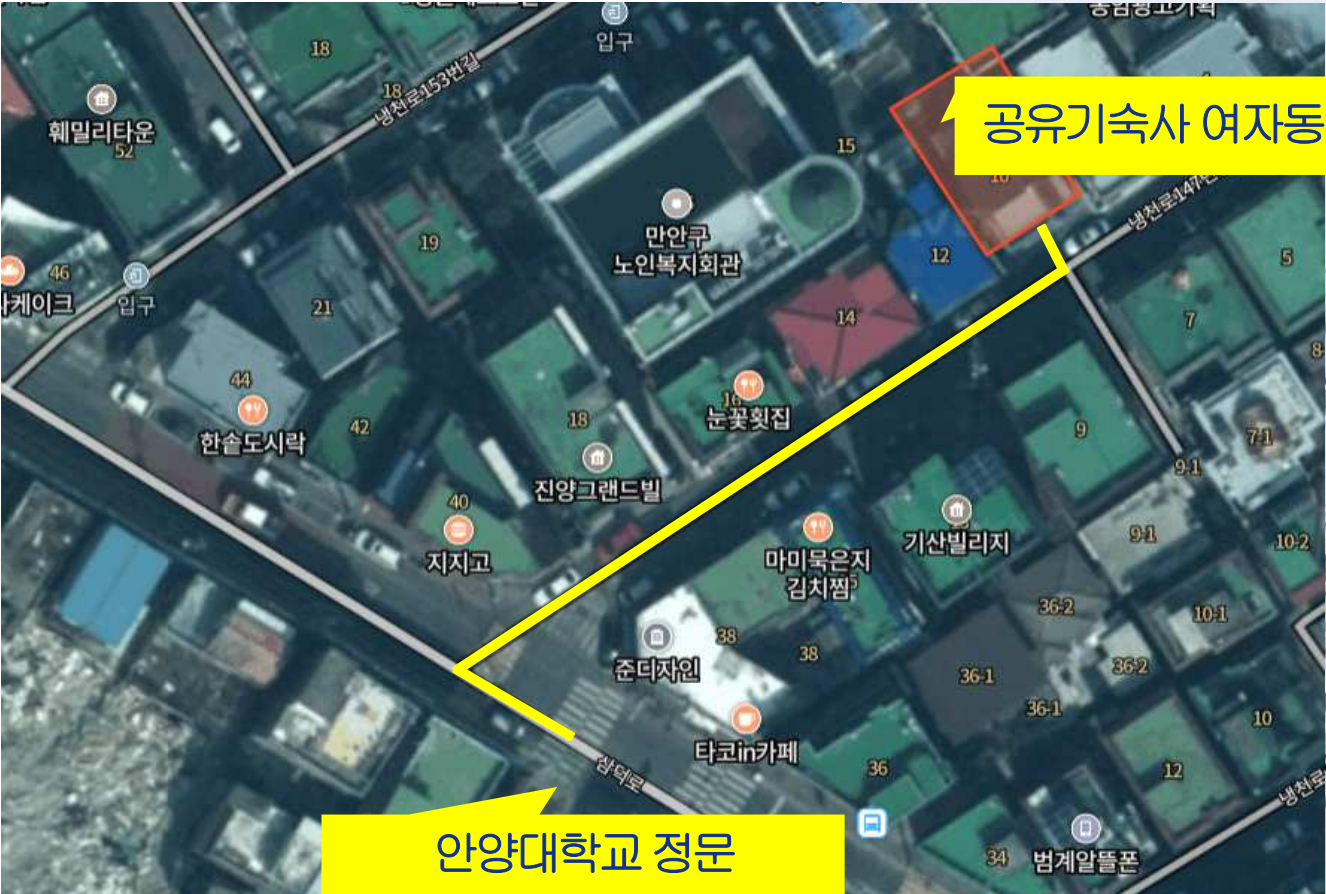 입구
18
18
냉천로153번길
훼밀리타운
52
공유기숙사 여자동
15
10
냉천로147번
만안구
노인복지회관
19
12
5
46
케이크
입구
21
14
7
44
한솥도시락
42
18
진양그랜드빌
16
눈꽃횟집
9
7-1
9-1
40
지지고
마미묵은지
김치찜
기산빌리지
9-1
10-2
36-2
10-1
38
38
준디자인
36-1
36-2
36-1
10
타코in카페
삼덕로
36
12
냉천로
안양대학교 정문
34
범계알뜰폰